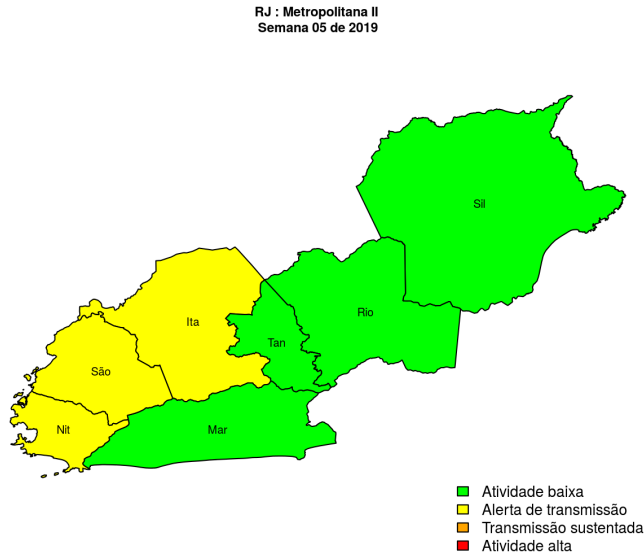 RJ : Metropolitana II
Semana 05 de 2019
Sil
Ita
Rio
Tan
São
Nit
Mar
Atividade baixa
Alerta de transmissão
Transmissão sustentada
Atividade alta